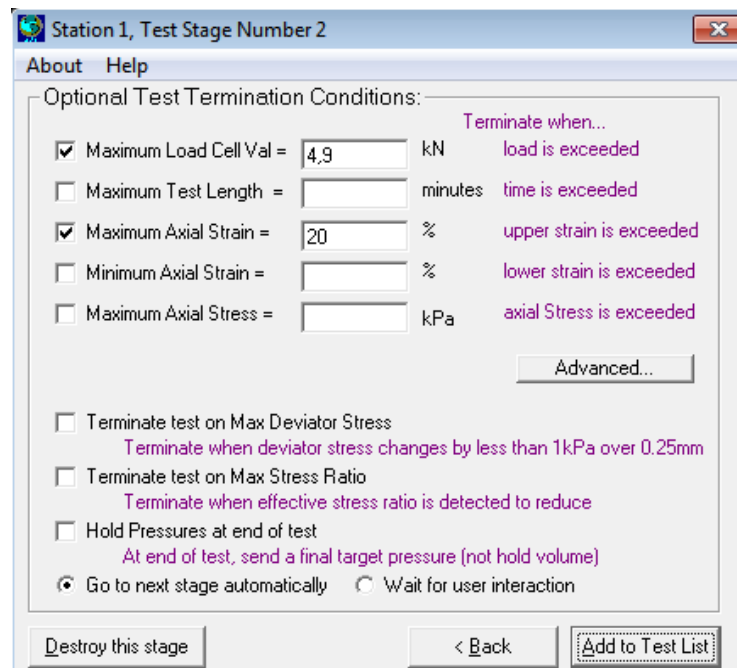 Station 1, Test Stage Number 2
About Help
Optional Test Termination Conditions:
Terminate when...
Maximum Load Cell Val = 4,9 kN load is exceeded
Maximum Test Length = minutes time is exceeded
Maximum Axial Strain = 20 % upper strain is exceeded
Minimum Axial Strain = % lower strain is exceeded
Maximum Axial Stress = kPa axial Stress is exceeded
Advanced...
Terminate test on Max Deviator Stress
Terminate when deviator stress changes by less than 1kPa over 0.25mm
Terminate test on Max Stress Ratio
Terminate when effective stress ratio is detected to reduce
Hold Pressures at end of test
At end of test, send a final target pressure (not hold volume)
Go to next stage automatically Wait for user interaction
Destroy this stage < Back Add to Test List